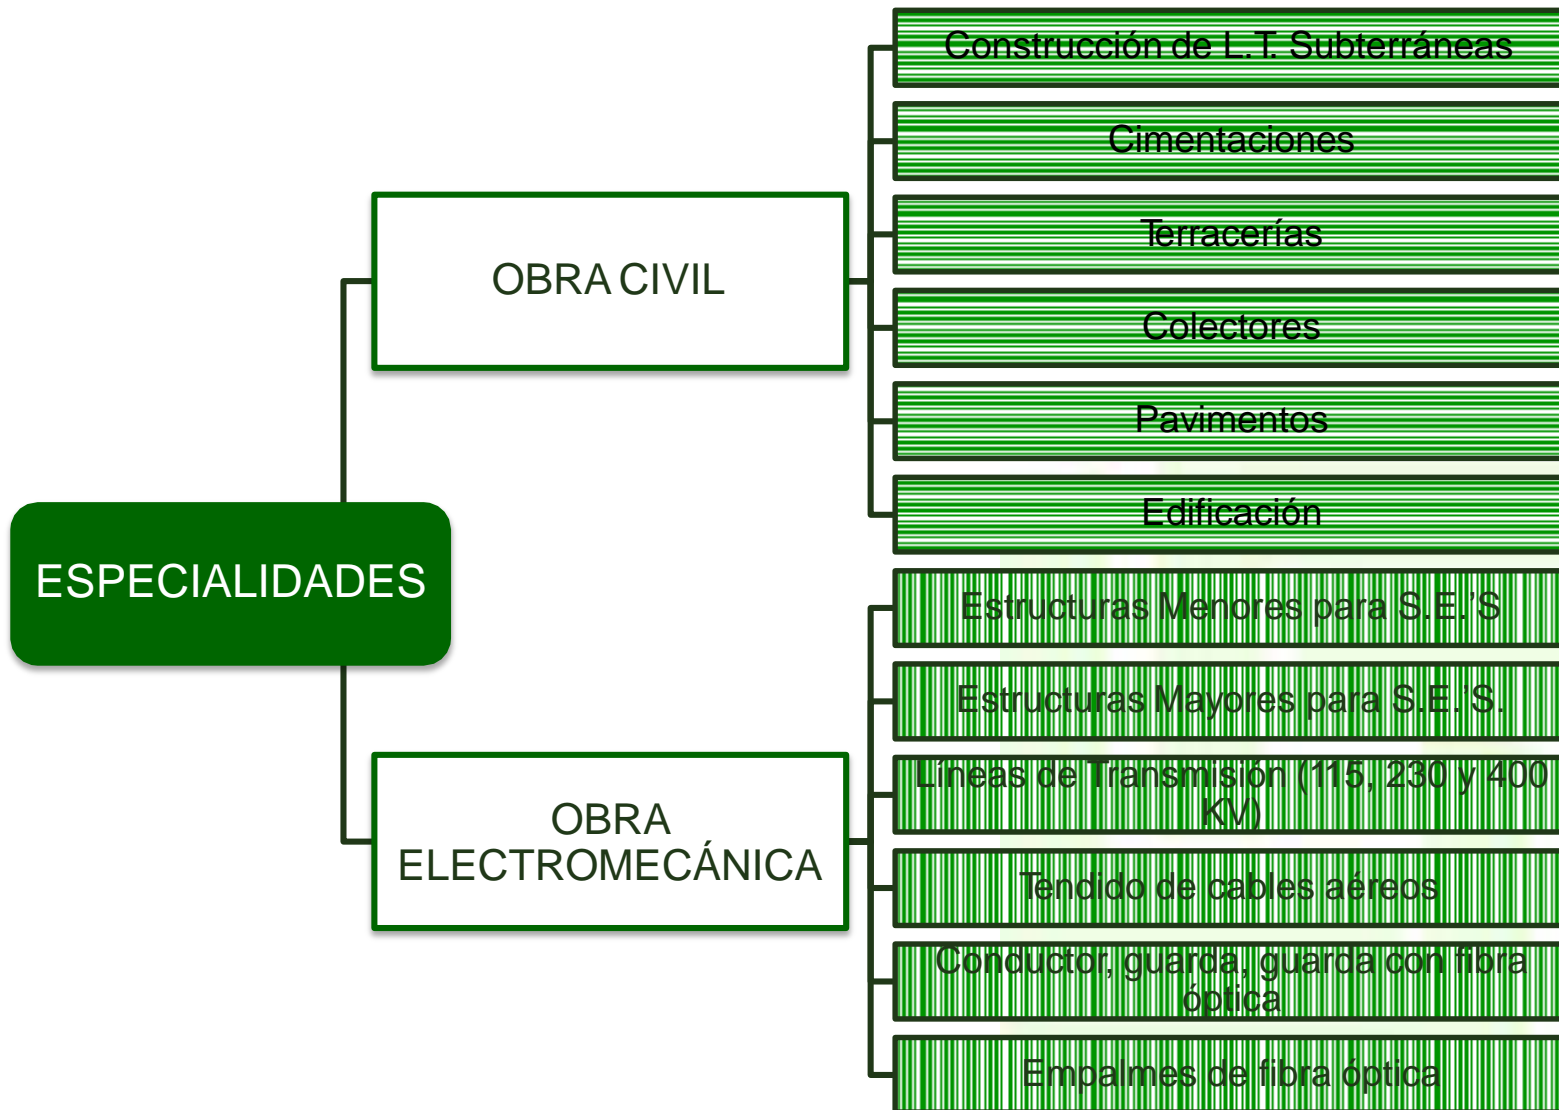 ESPECIALIDADES
OBRA CIVIL
Construcción de L.T. Subterráneas
Cimentaciones
Terracerías
Colectores
Pavimentos
Edificación
OBRA
ELECTROMECÁNICA
Estructuras Menores para S.E.’S
Estructuras Mayores para S.E.’S.
Líneas de Transmisión (115, 230 y 400
KV)
Tendido de cables aéreos
Conductor, guarda, guarda con fibra
óptica
Empalmes de fibra óptica